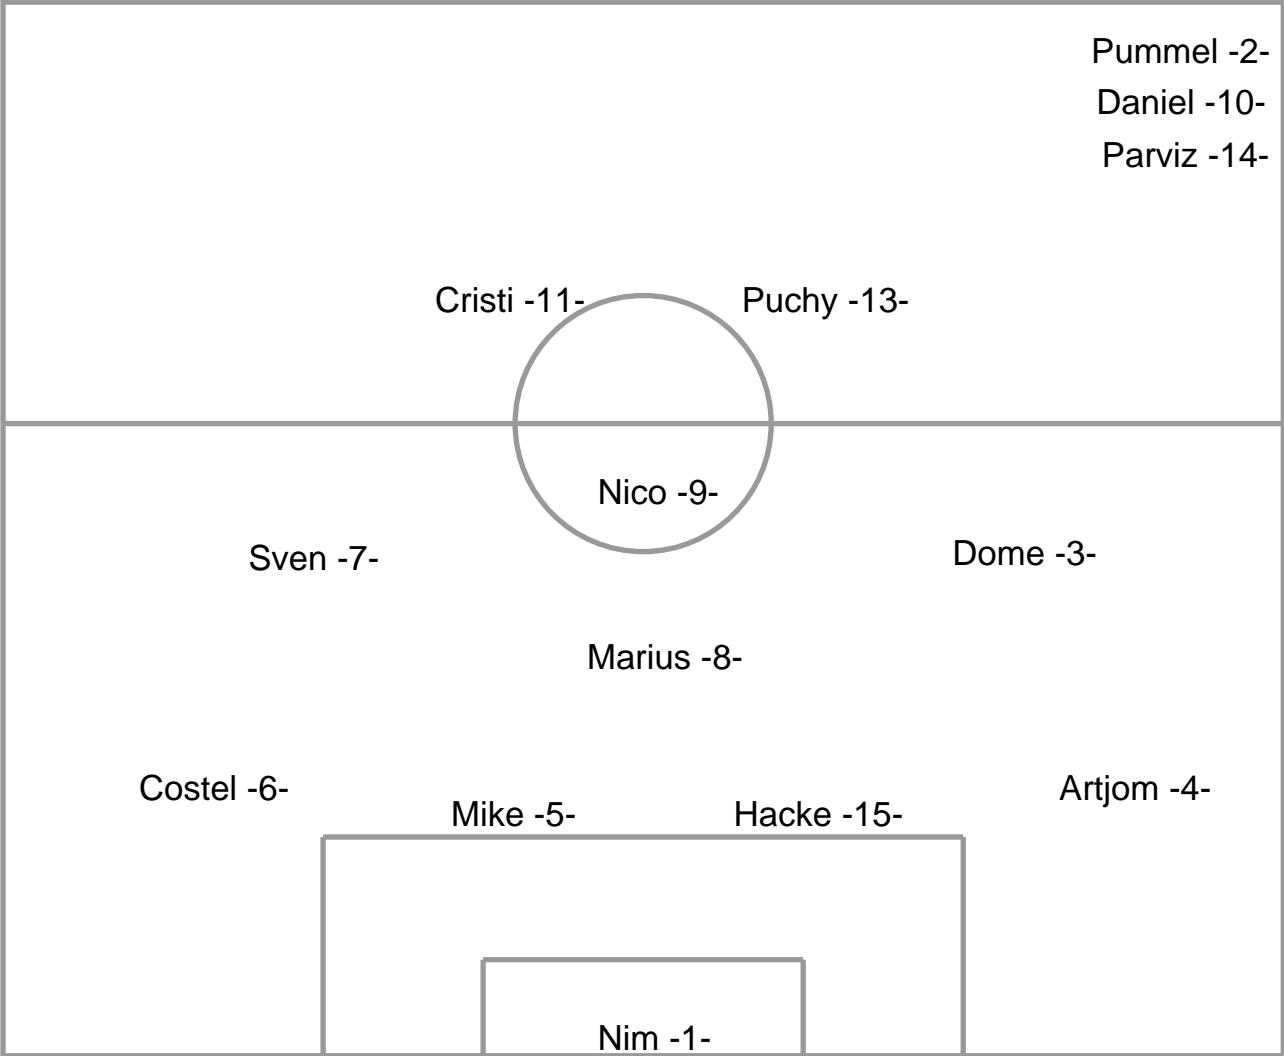 Pummel -2-
Daniel -10-
Parviz -14-
Cristi -11-
Puchy -13-
Nico -9-
Sven -7-
Dome -3-
Marius -8-
Costel -6-
Artjom -4-
Mike -5-
Hacke -15-
Nim -1-